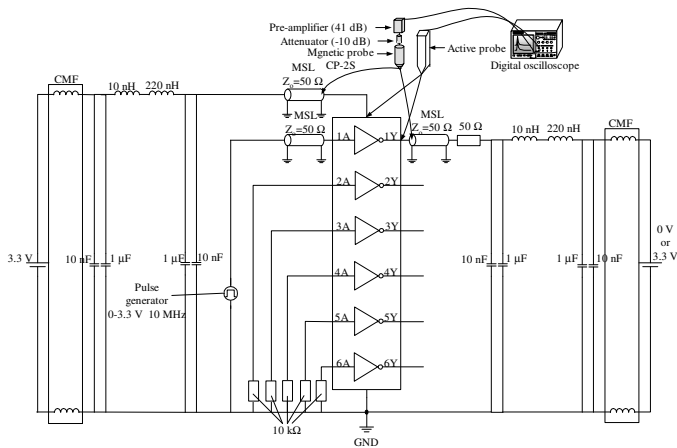 Pre-amplifier (41 dB)
Attenuator (-10 dB)
Mgnetic probe
CP-2S
Active probe
Digital oscilloscope
CMF
10 nH
220 nH
MSL
Z₀=50 Ω
MSL
Z₀=50 Ω
1A
1Y
MSL
Z₀=50 Ω
50 Ω
10 nH
220 nH
CMF
2A
2Y
3A
3Y
4A
4Y
5A
5Y
6A
6Y
3.3 V
10 nF
1 μF
1 μF
10 nF
Pulse
generator
0-3.3 V 10 MHz
10 nF
1 μF
1 μF
10 nF
0 V
or
3.3 V
10 kΩ
GND